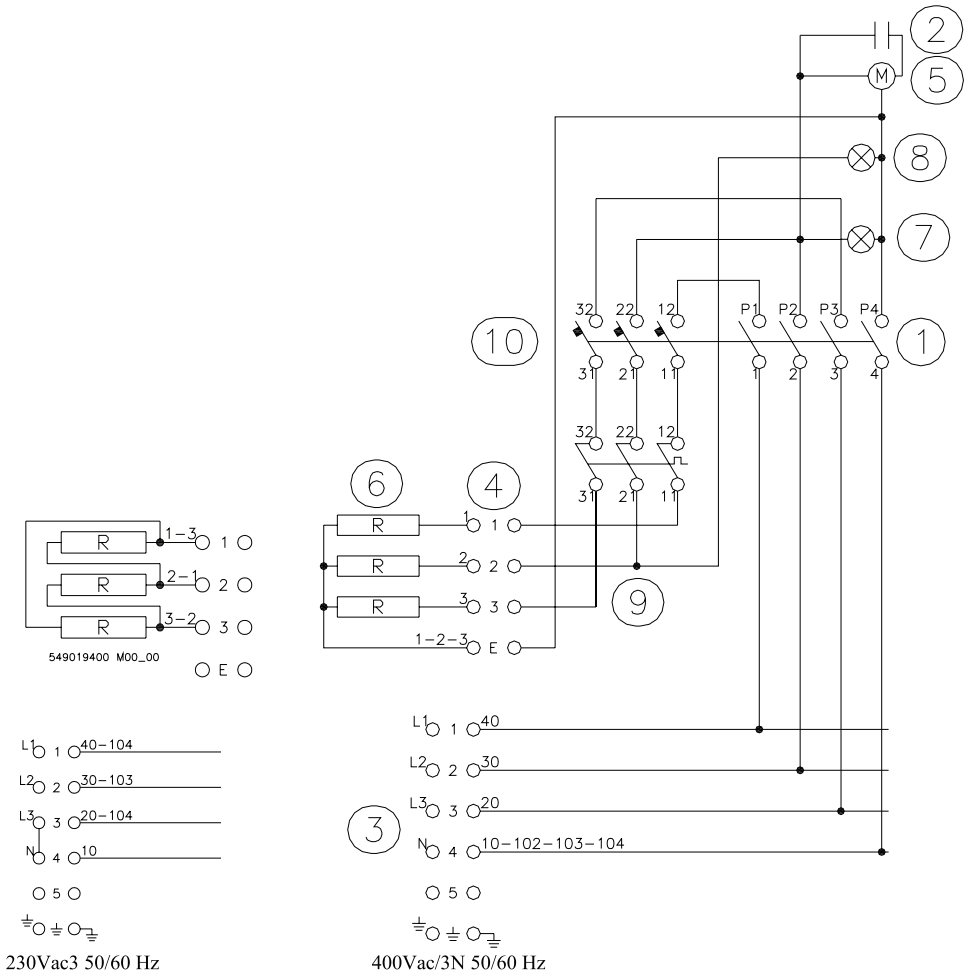 2
M 5
8
7
32 22 12 P1 P2 P3 P4
10 1
31 21 11 1 2 3 4
32 22 12
6 4
31 21 11
R 1 1
R 1-3 1
R 2 2
R 2-1 2
9
R 3 3
R 3-2 3
549019400 M00_00
1-2-3 E
E
L1 1 40
L1 1 40-104
L2 2 30
L2 2 30-103
L3 3 20
L3 3 20-104
3
N 4 10-102-103-104
N 4 10
5 5
230Vac3 50/60 Hz
400Vac/3N 50/60 Hz